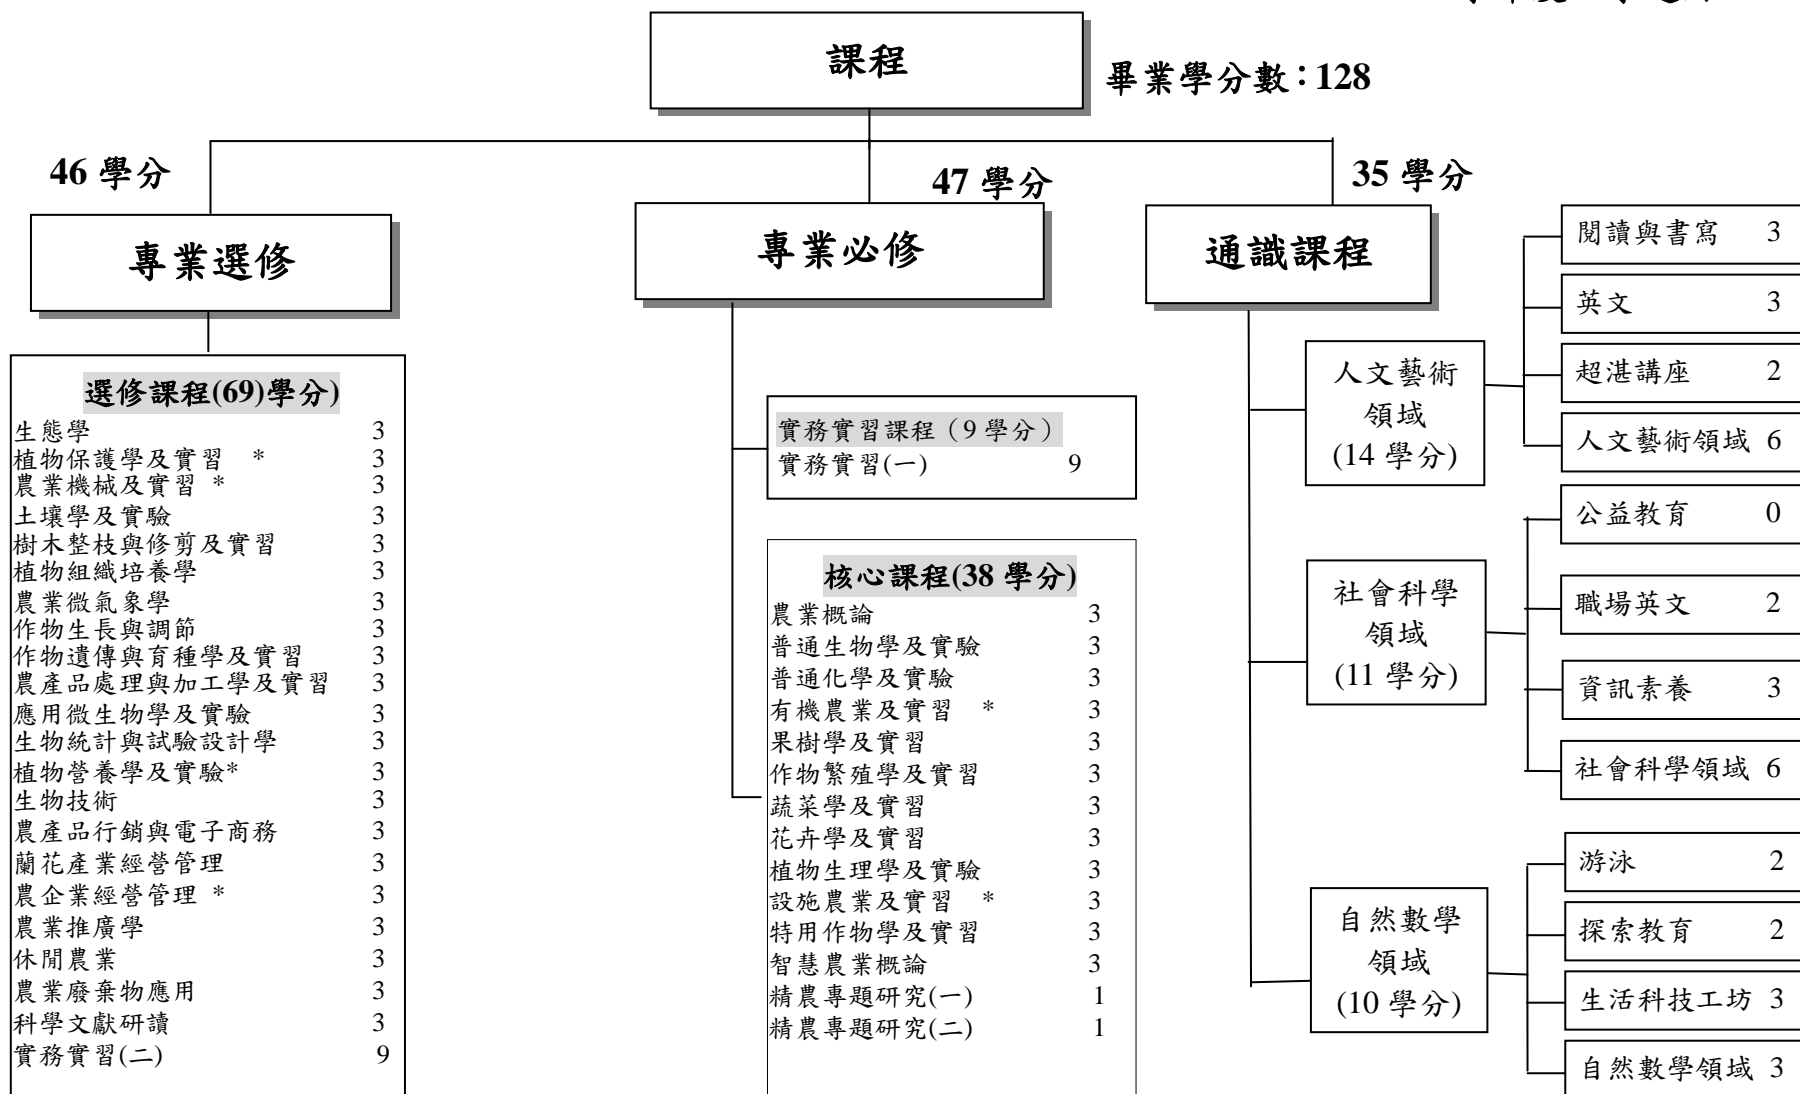 課程
畢業學分數：128
46 學分
47 學分
35 學分
專業選修
專業必修
通識課程
選修課程(69)學分)
生態學 3
植物保護學及實習 * 3
農業機械及實習 * 3
土壤學及實驗 3
樹木整枝與修剪及實習 3
植物組織培養學 3
農業微氣象學 3
作物生長與調節 3
作物遺傳與育種學及實習 3
農產品處理與加工學及實習 3
應用微生物學及實驗 3
生物統計與試驗設計學 3
植物營養學及實驗* 3
生物技術 3
農產品行銷與電子商務 3
蘭花產業經營管理 3
農企業經營管理 * 3
農業推廣學 3
休閒農業 3
農業廢棄物應用 3
科學文獻研讀 3
實務實習(二) 9
實務實習課程（9 學分）
實務實習(一) 9
核心課程(38 學分)
農業概論 3
普通生物學及實驗 3
普通化學及實驗 3
有機農業及實習 * 3
果樹學及實習 3
作物繁殖學及實習 3
蔬菜學及實習 3
花卉學及實習 3
植物生理學及實驗 3
設施農業及實習 * 3
特用作物學及實習 3
智慧農業概論 3
精農專題研究(一) 1
精農專題研究(二) 1
人文藝術
領域
(14 學分)
閱讀與書寫 3
英文 3
超湛講座 2
人文藝術領域 6
社會科學
領域
(11 學分)
公益教育 0
職場英文 2
資訊素養 3
社會科學領域 6
自然數學
領域
(10 學分)
游泳 2
探索教育 2
生活科技工坊 3
自然數學領域 3